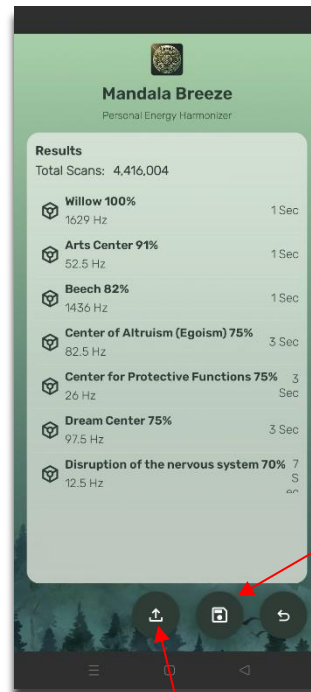 Mandala Breeze
Personal Energy Harmonizer
Results
Total Scans: 4,416,004
Willow 100%
1629 Hz
1 Sec
Arts Center 91%
52.5 Hz
1 Sec
Beech 82%
1436 Hz
1 Sec
Center of Altruism (Egoism) 75%
82.5 Hz
3 Sec
Center for Protective Functions 75%
26 Hz
3
Sec
Dream Center 75%
97.5 Hz
3 Sec
Disruption of the nervous system 70%
12.5 Hz
7
S
ec